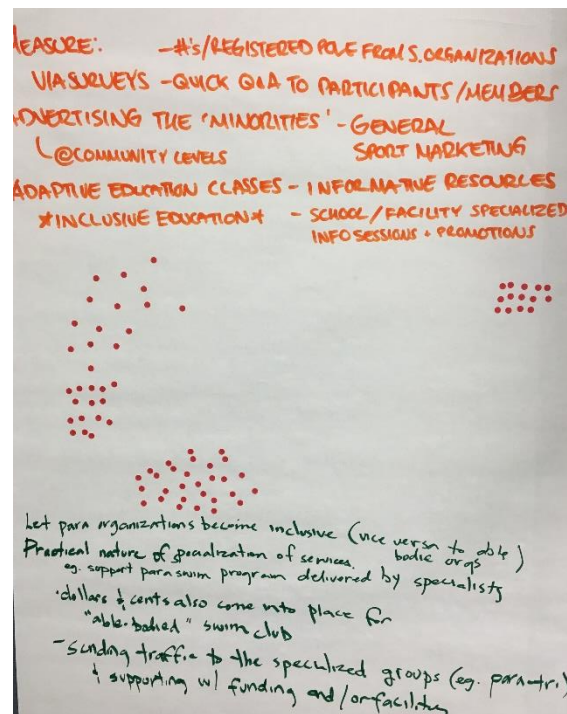 MEASURE: -#'s/REGISTERED POLE FROM S. ORGANIZATIONS
VIA SURVEYS - QUICK Q&A TO PARTICIPANTS/MEMBERS
ADVERTISING THE 'MINORITIES' - GENERAL
@COMMUNITY LEVELS SPORT MARKETING
ADAPTIVE EDUCATION CLASSES - INFORMATIVE RESOURCES
*INCLUSIVE EDUCATION* - SCHOOL/FACILITY SPECIALIZED
INFO SESSIONS + PROMOTIONS
Let para organizations become inclusive (vice versa to able
bodie orgs)
Practical nature of specialization of services.
eg. support para swim program delivered by specialists
· dollars & cents also come into place for
"able-bodied" swim club
- sending traffic to the specialized groups (eg. para-tri)
& supporting w/ funding and/or facility